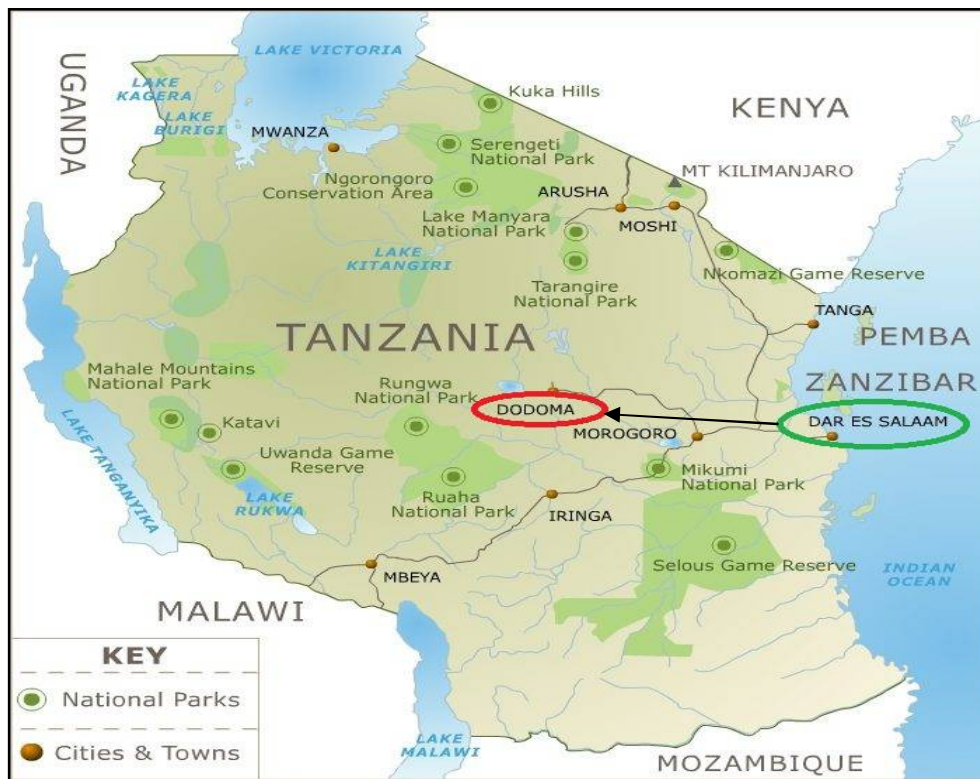 LAKE VICTORIA
UGANDA
LAKE
KAGERA
LAKE
BURIGI
MWANZA
Kuka Hills
KENYA
Serengeti
National Park
Ngorongoro
Conservation Area
ARUSHA
MT KILIMANJARO
MOSHI
Lake Manyara
National Park
LAKE
KITANGIRI
Nkomazi Game Reserve
Tarangire
National Park
TANGA
TANZANIA
PEMBA
Mahale Mountains
National Park
Rungwa
National Park
ZANZIBAR
DODOMA
DAR ES SALAAM
Katavi
MOROGORO
Uwanda Game
Reserve
LAKE TANGANYIKA
Mikumi
National Park
LAKE
RUKWA
Ruaha
National Park
IRINGA
Selous Game Reserve
INDIAN
OCEAN
MBEYA
MALAWI
KEY
National Parks
Cities & Towns
LAKE
MALAWI
MOZAMBIQUE